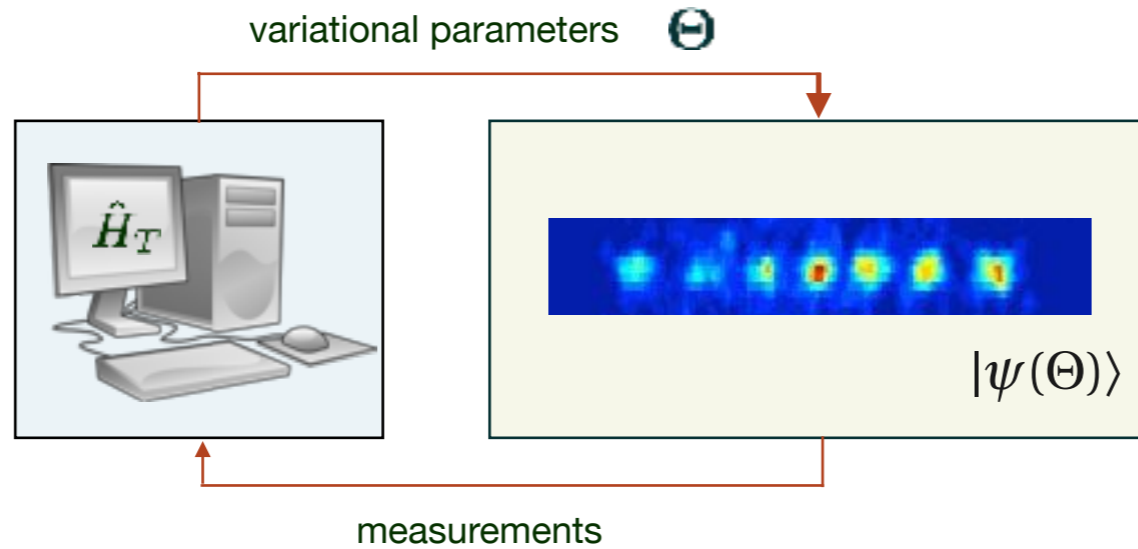 variational parameters Θ
Ĥ_T
|ψ(Θ)⟩
measurements